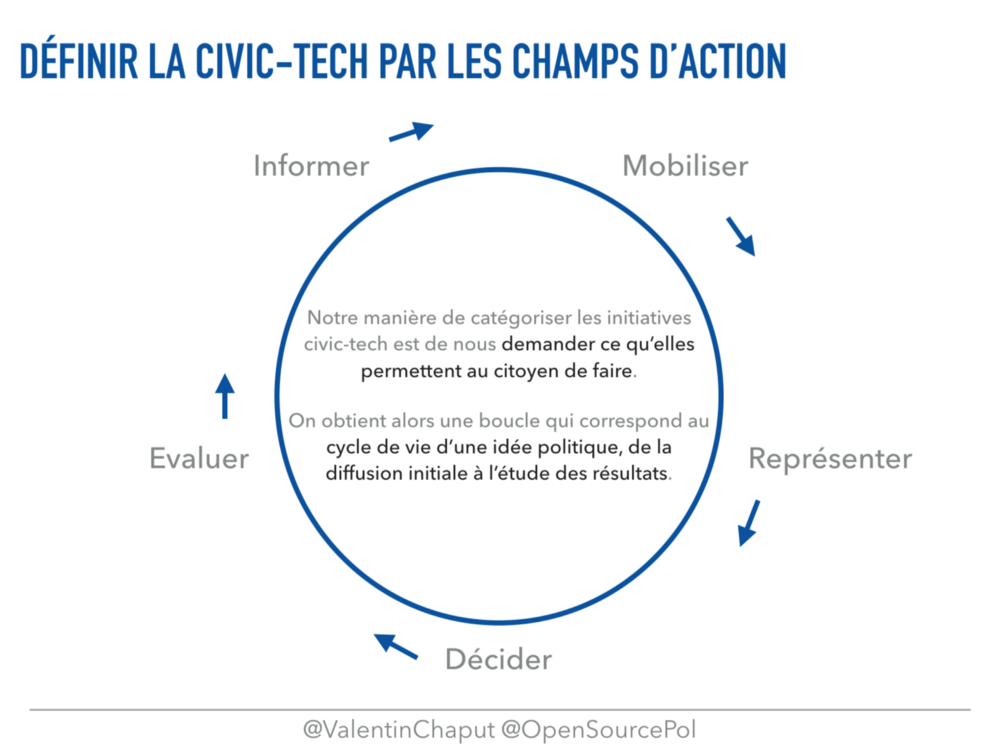 DÉFINIR LA CIVIC-TECH PAR LES CHAMPS D'ACTION
Informer
Mobiliser
Notre manière de catégoriser les initiatives
civic-tech est de nous demander ce qu'elles
permettent au citoyen de faire.
On obtient alors une boucle qui correspond au
cycle de vie d'une idée politique, de la
diffusion initiale à l'étude des résultats.
Evaluer
Représenter
Décider
@ValentinChaput @OpenSourcePol